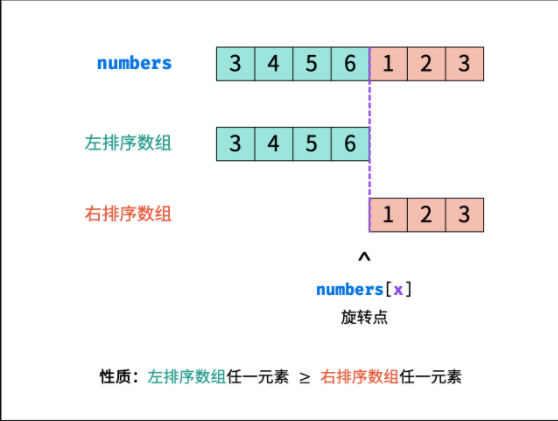 numbers 3 4 5 6 1 2 3
左排序数组 3 4 5 6
右排序数组 1 2 3
^
numbers[x]
旋转点
性质：左排序数组任一元素 ≥ 右排序数组任一元素